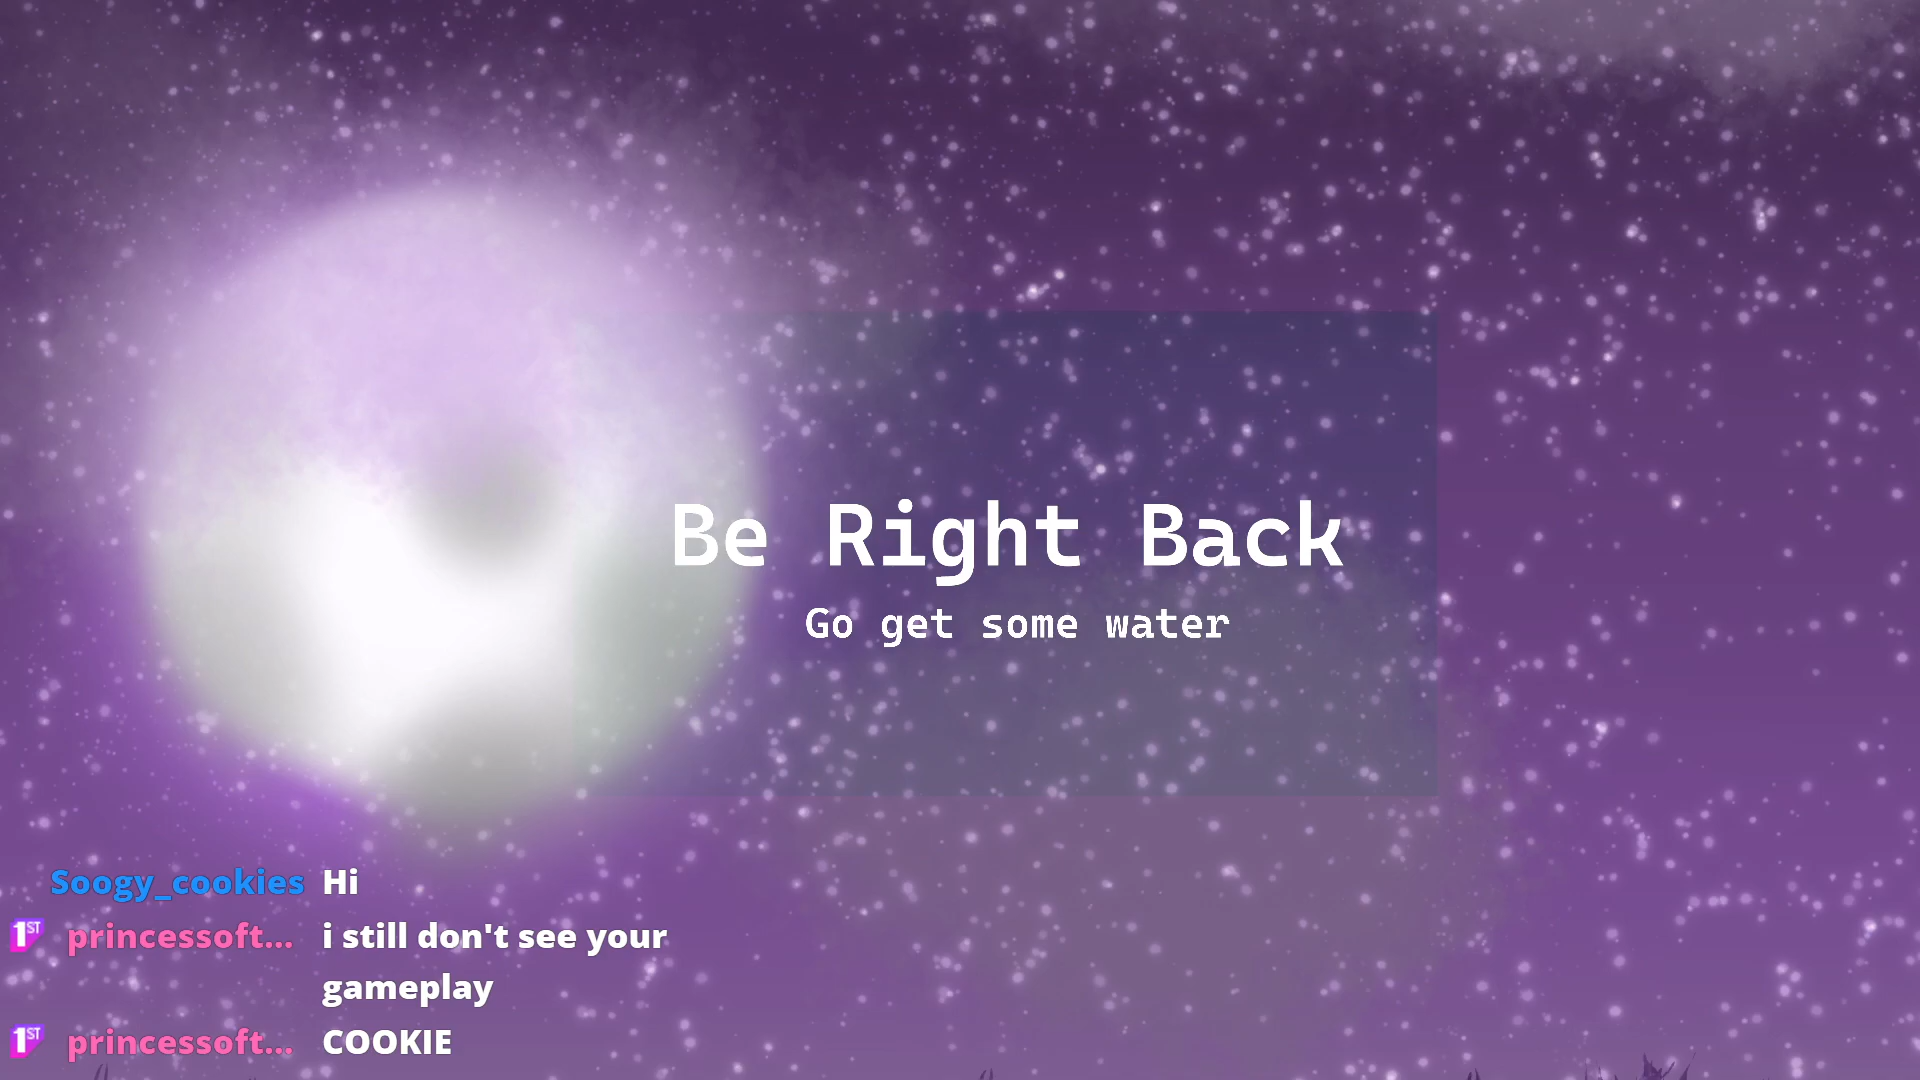 Be Right Back
Go get some water
Soogy_cookies Hi
1ST princessoft... i still don't see your
gameplay
1ST princessoft... COOKIE